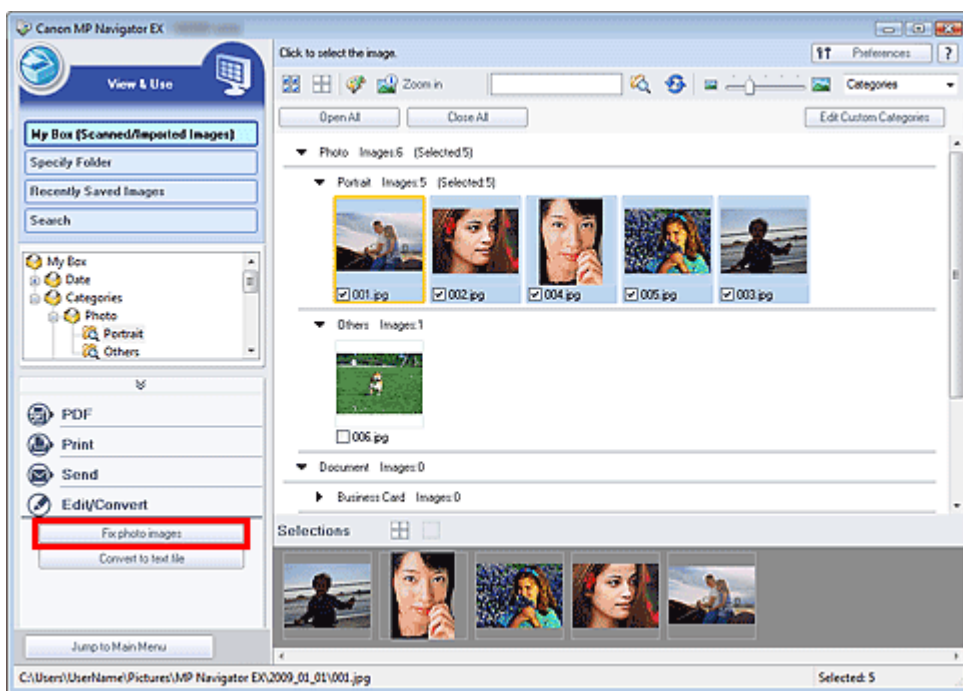 Canon MP Navigator EX
View & Use
Click to select the image.
Preferences
?
Zoom in
Categories
My Box (Scanned/Imported Images)
Specify Folder
Recently Saved Images
Search
Open All
Close All
Edit Custom Categories
Photo Images:6 (Selected:5)
Portrait Images:5 (Selected:5)
001.jpg
002.jpg
004.jpg
005.jpg
003.jpg
Others Images:1
006.jpg
Document Images:0
Business Card Images:0
My Box
Date
Categories
Photo
Portrait
Others
PDF
Print
Send
Edit/Convert
Fix photo images
Convert to text file
Jump to Main Menu
Selections
C:\Users\UserName\Pictures\MP Navigator EX\2009_01_01\001.jpg
Selected: 5